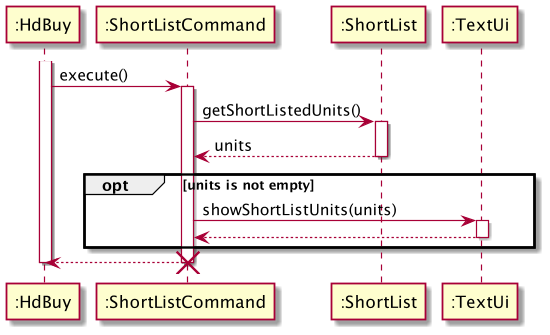 :HdBuy
:ShortListCommand
:ShortList
:TextUi
execute()
getShortListedUnits()
units
opt
[units is not empty]
showShortListUnits(units)
:HdBuy
:ShortListCommand
:ShortList
:TextUi